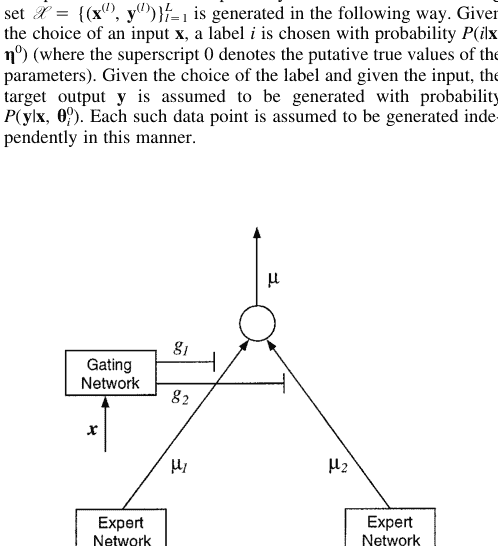 set 𝒳 = {(x⁽ˡ⁾, y⁽ˡ⁾)}ᴸₗ₌₁ is generated in the following way. Given
the choice of an input x, a label i is chosen with probability P(i|x
η⁰) (where the superscript 0 denotes the putative true values of the
parameters). Given the choice of the label and given the input, the
target output y is assumed to be generated with probability
P(y|x, θᵢ⁰). Each such data point is assumed to be generated inde-
pendently in this manner.
μ
g₁
Gating
Network
g₂
x
μ₁
μ₂
Expert
Network
Expert
Network